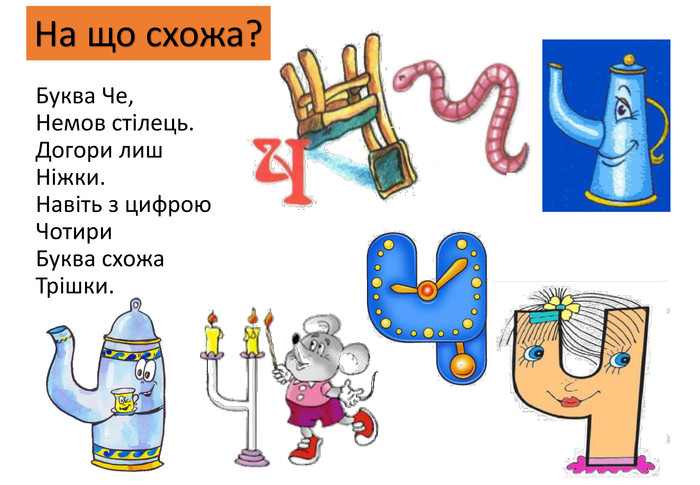 На що схожа?
Буква Че,
Немов стілець.
Догори лиш
Ніжки.
Навіть з цифрою
Чотири
Буква схожа
Трішки.
Ч